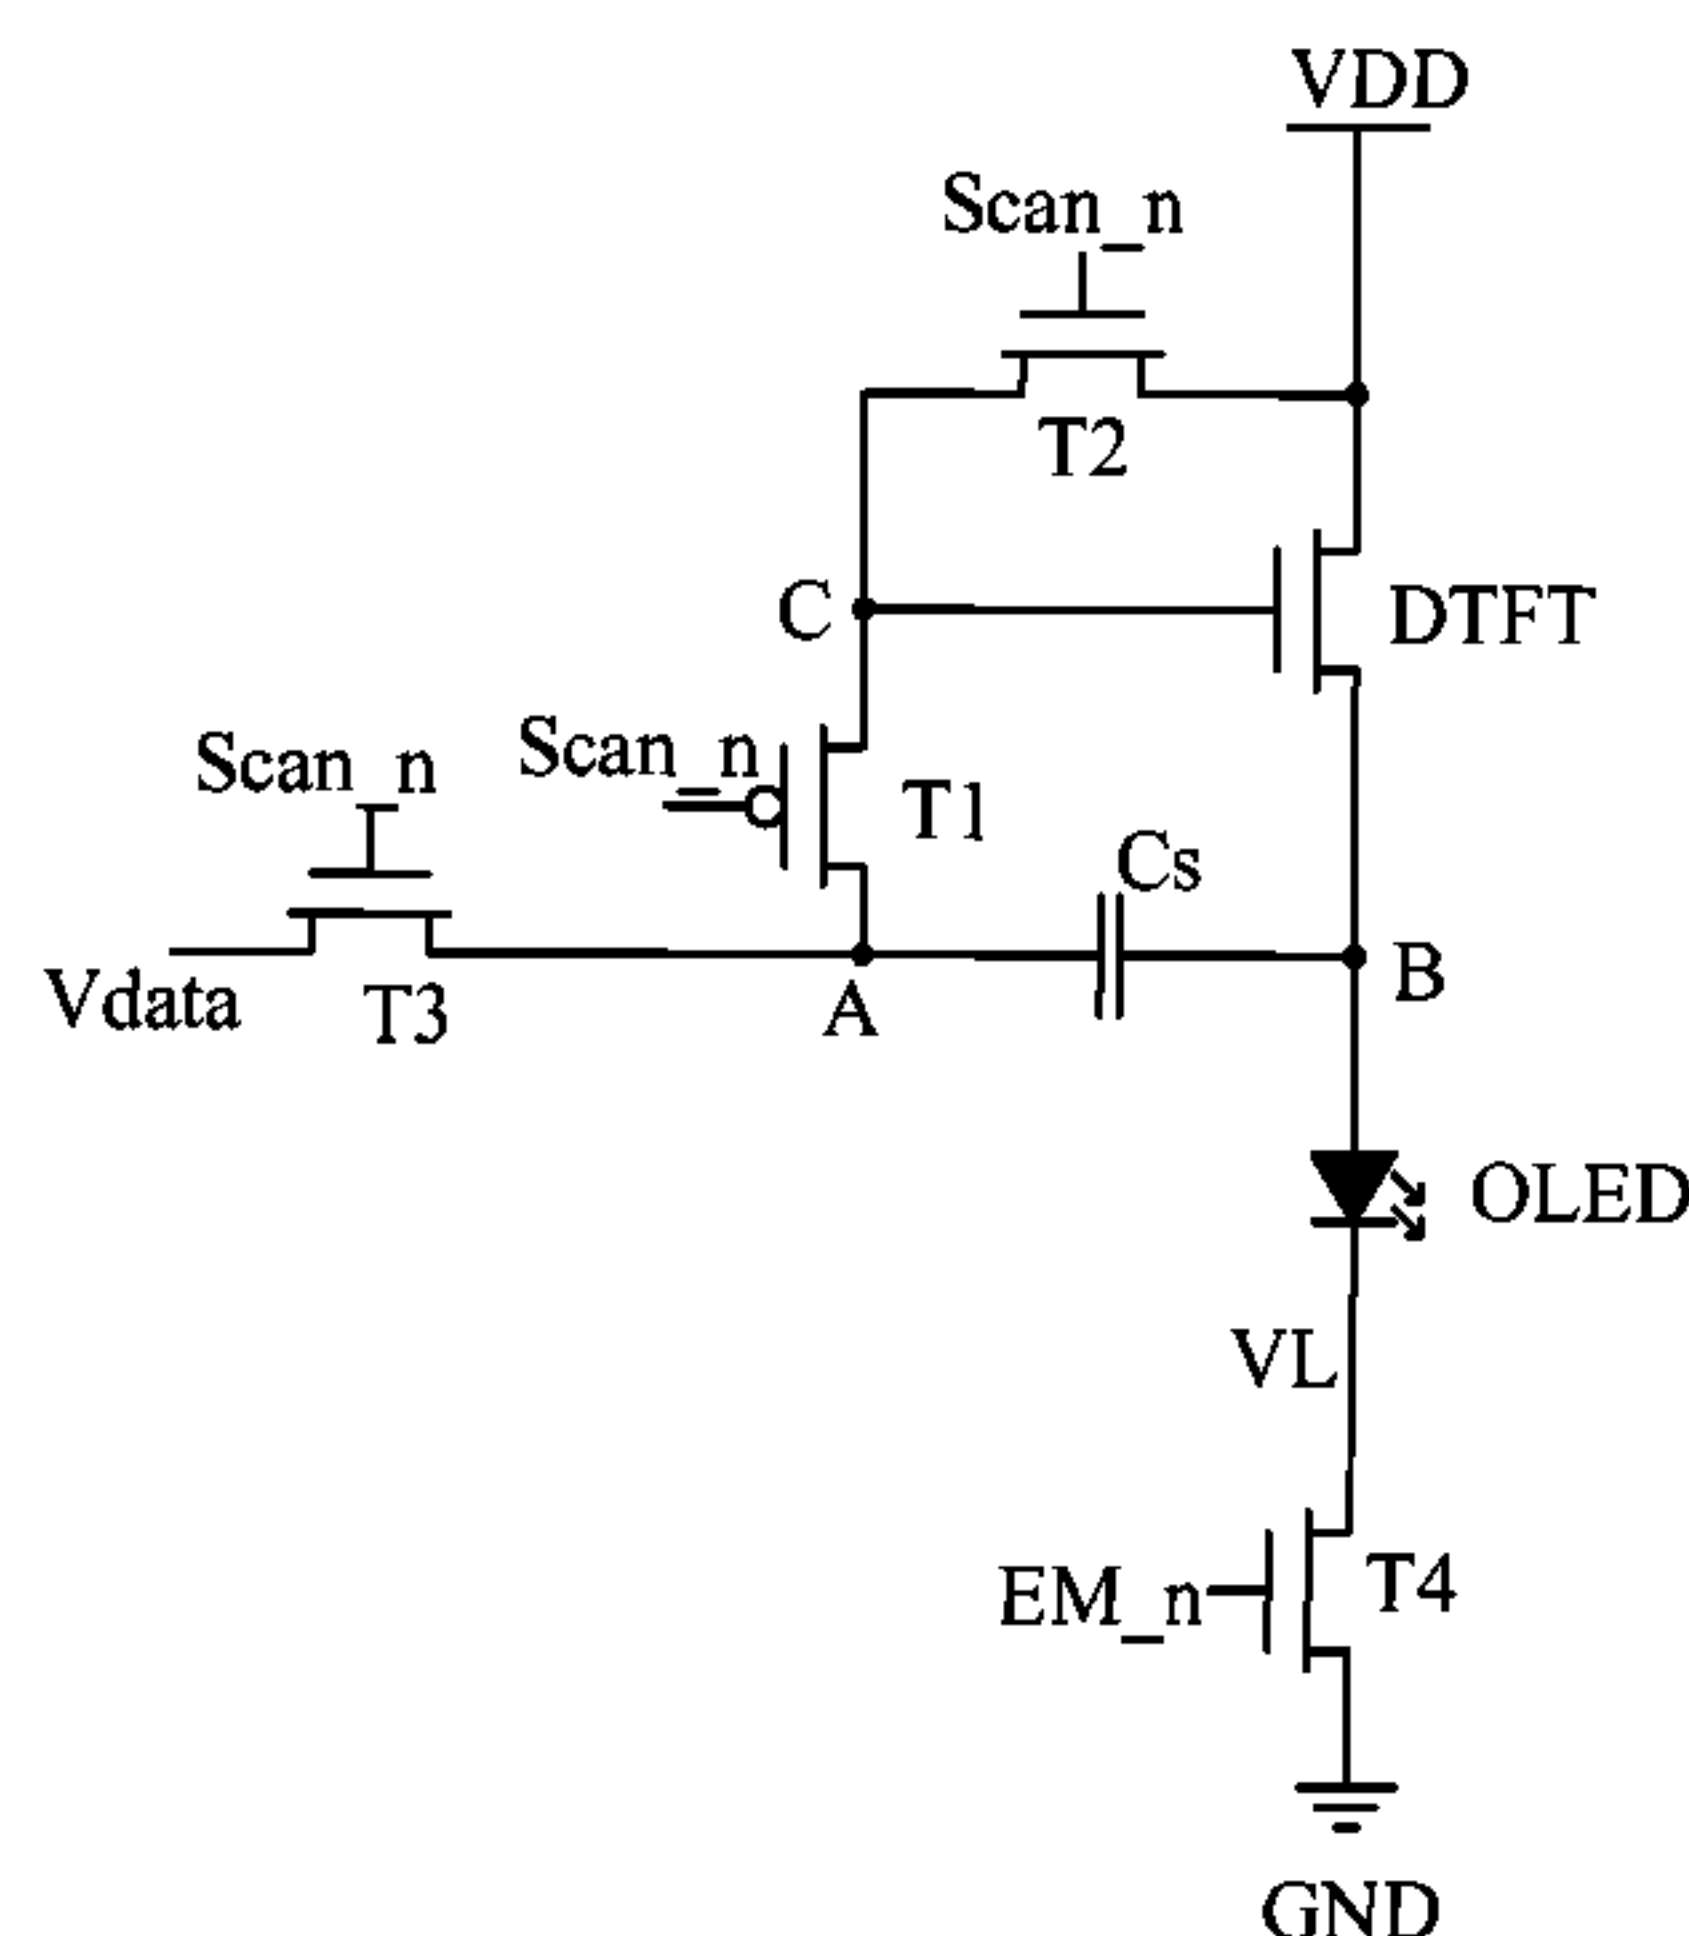 VDD
Scan_n
T2
C
DTFT
Scan_n
Scan_n
T1
Cs
Vdata
T3
A
B
OLED
VL
EM_n
T4
GND